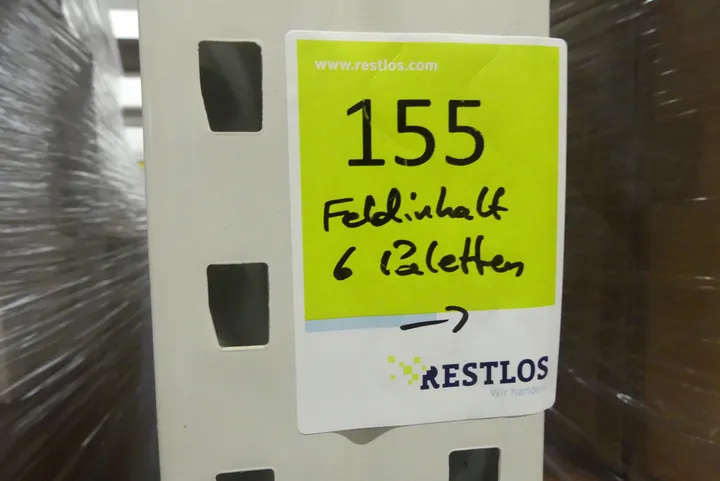 www.restlos.com
155
Feldinhalt
6 Paletten
RESTLOS
Wir handeln